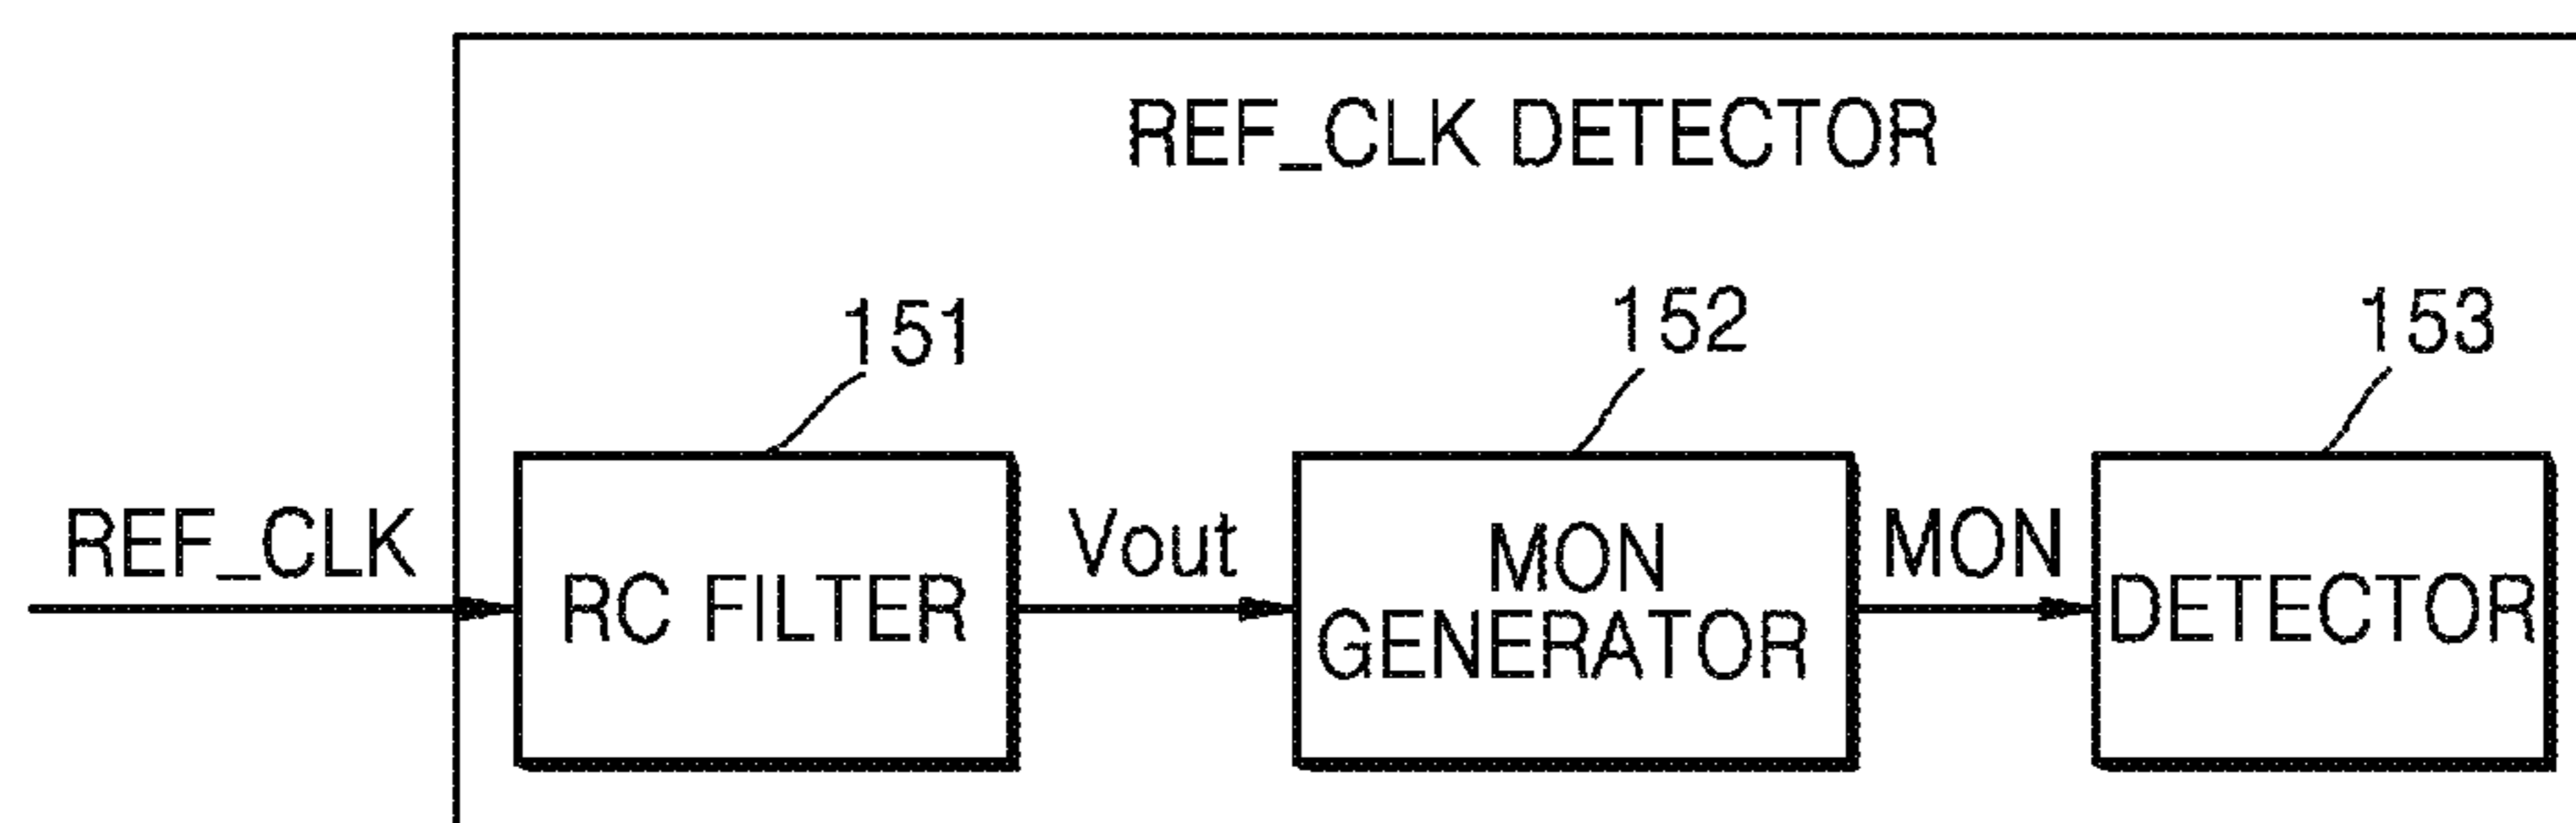 REF_CLK DETECTOR
151
152
153
REF_CLK
RC FILTER
Vout
MON
GENERATOR
MON
DETECTOR